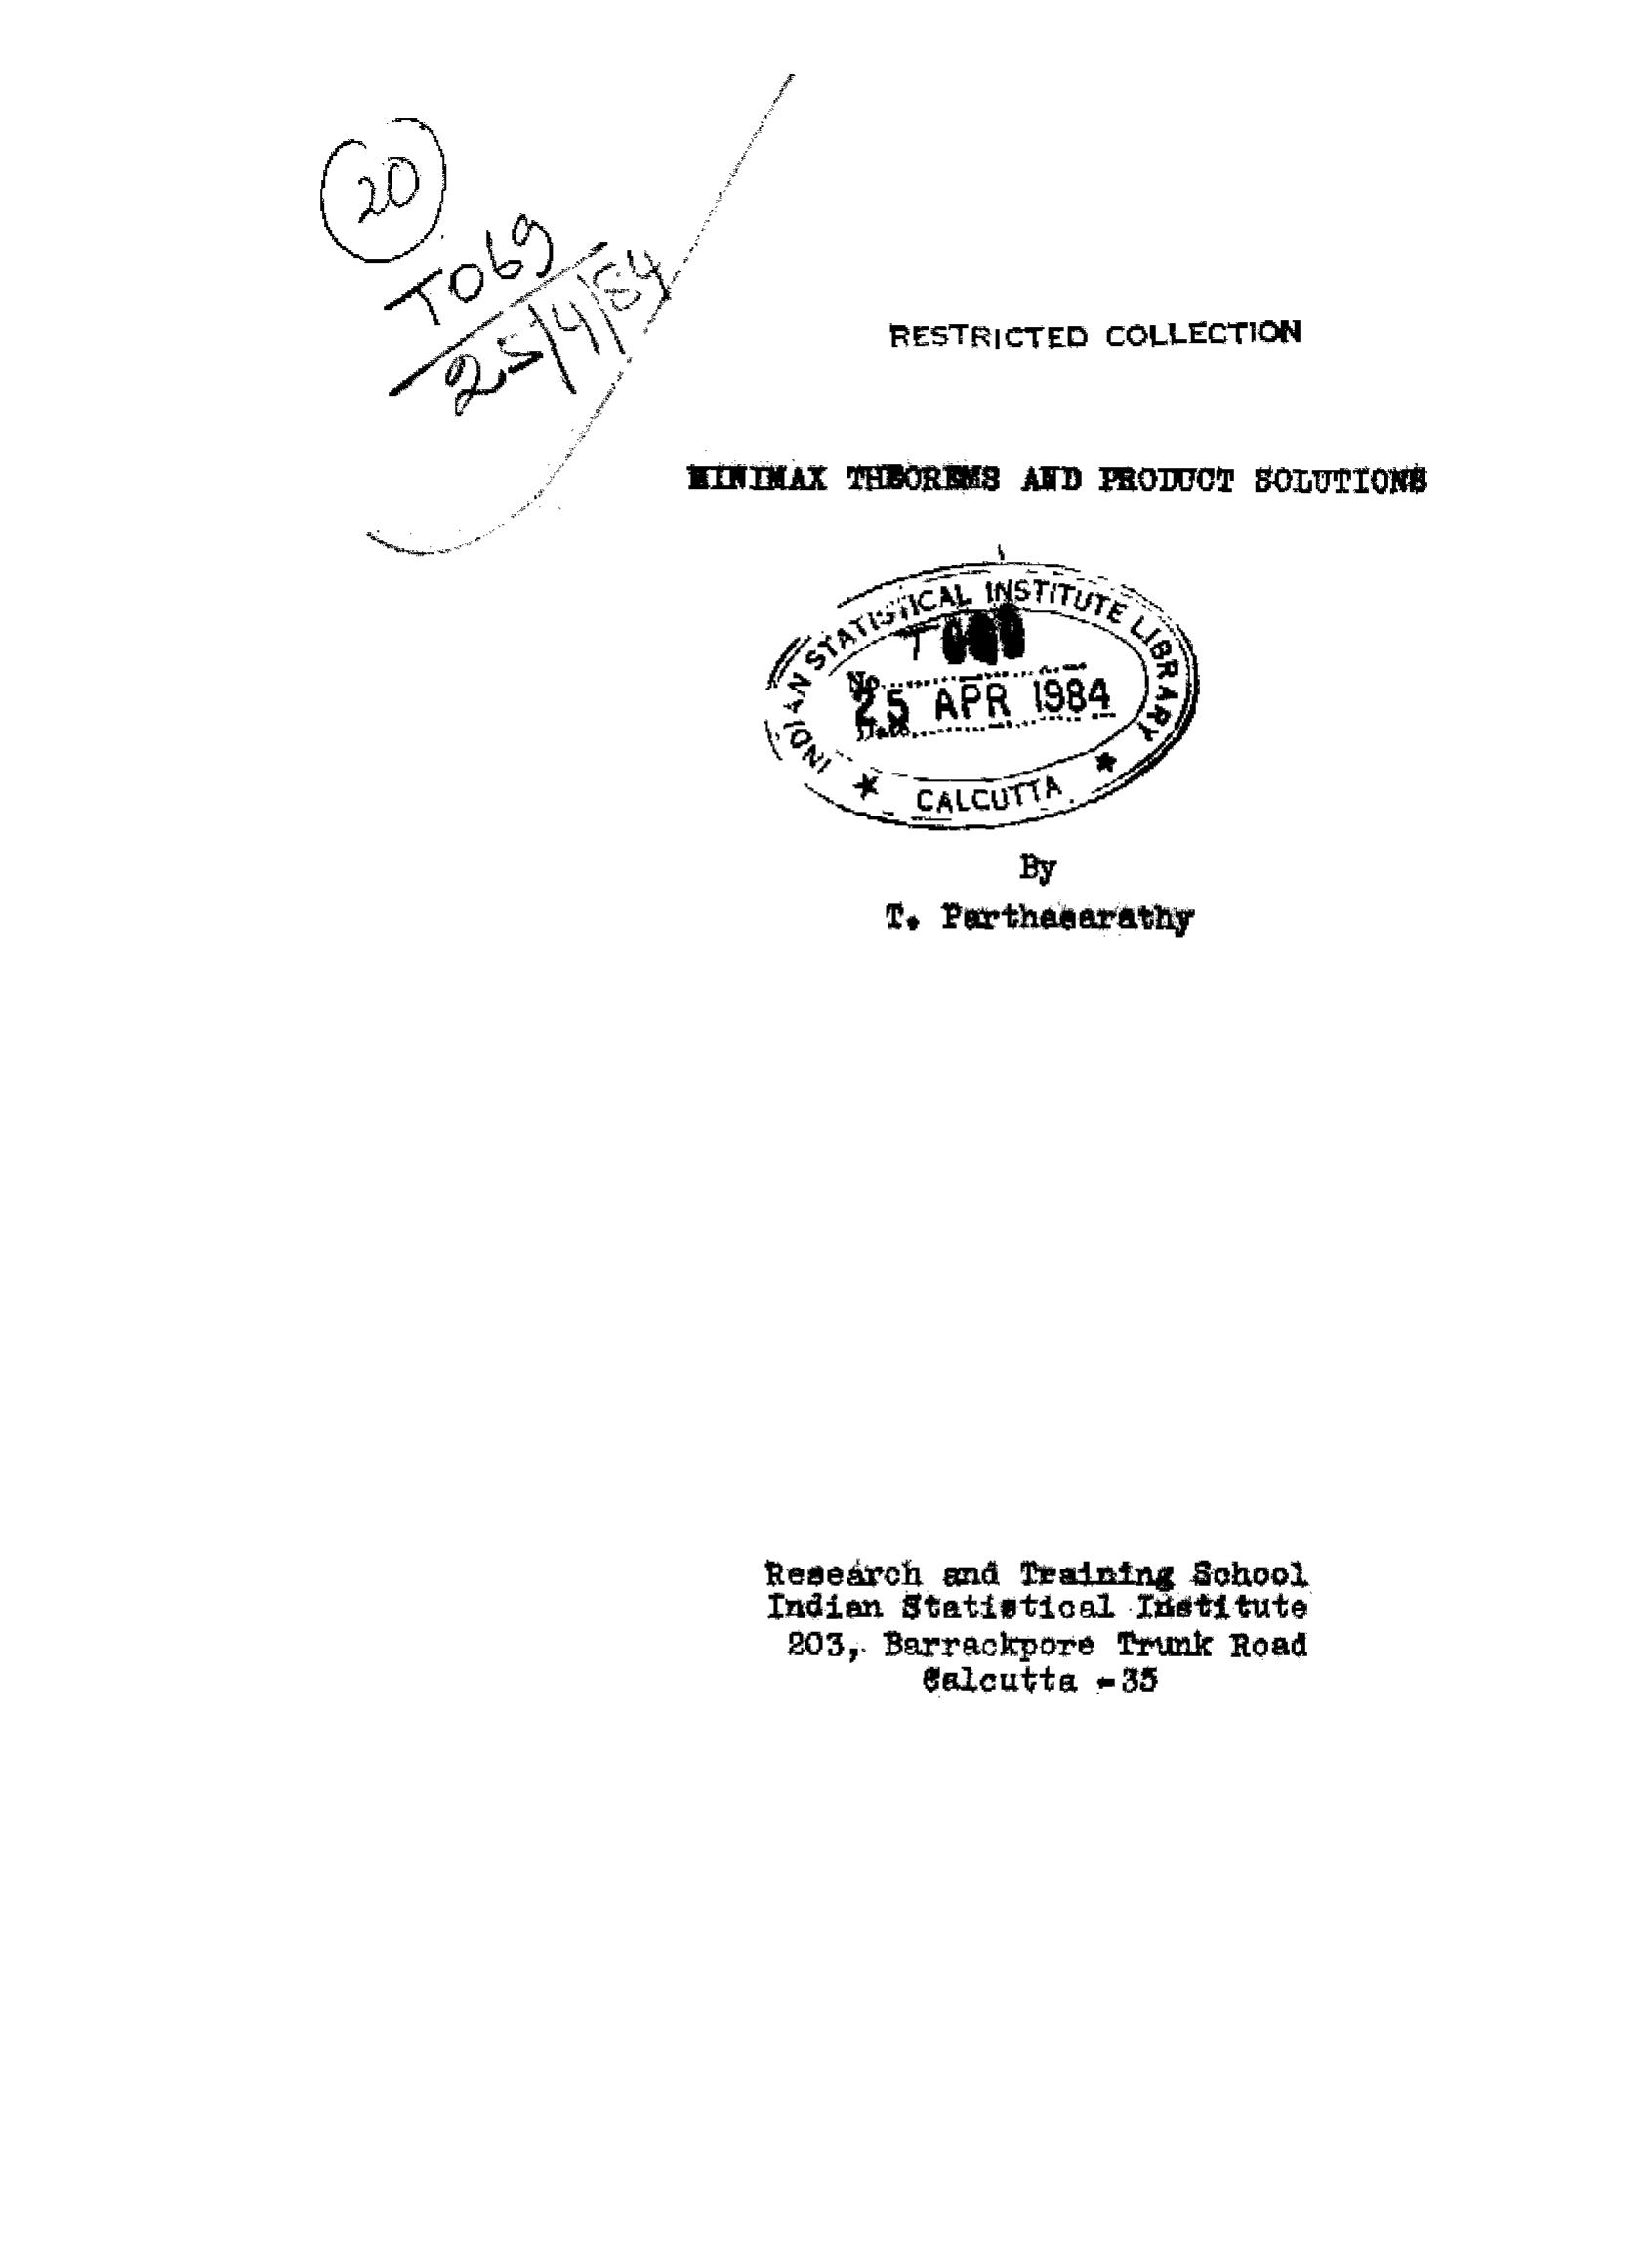 20
T069
25/4/84
RESTRICTED COLLECTION
MINIMAX THEOREMS AND PRODUCT SOLUTIONS
INDIAN STATISTICAL INSTITUTE LIBRARY
T
No.
25 APR 1984
Date
★ CALCUTTA ★
By
T. Parthasarathy
Research and Training School
Indian Statistical Institute
203, Barrackpore Trunk Road
Calcutta - 35